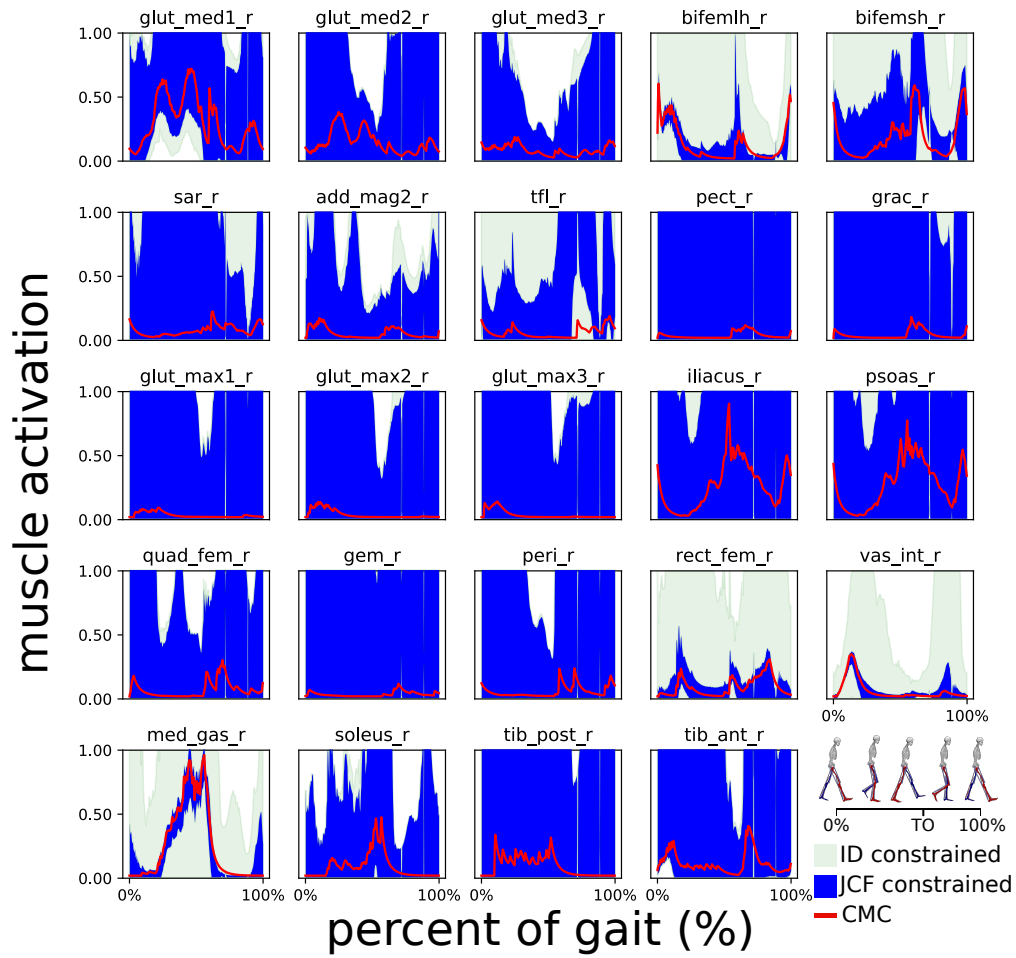 glut_med1_r glut_med2_r glut_med3_r bifemlh_r bifemsh_r
1.00
0.50
0.00
sar_r add_mag2_r tfl_r pect_r grac_r
1.00
0.50
0.00
glut_max1_r glut_max2_r glut_max3_r iliacus_r psoas_r
1.00
0.50
0.00
muscle activation
quad_fem_r gem_r peri_r rect_fem_r vas_int_r
1.00
0.50
0.00
0% 100%
med_gas_r soleus_r tib_post_r tib_ant_r
1.00
0.50
0.00
0% 100% 0% 100% 0% 100% 0% 100%
0% TO 100%
ID constrained
JCF constrained
CMC
percent of gait (%)